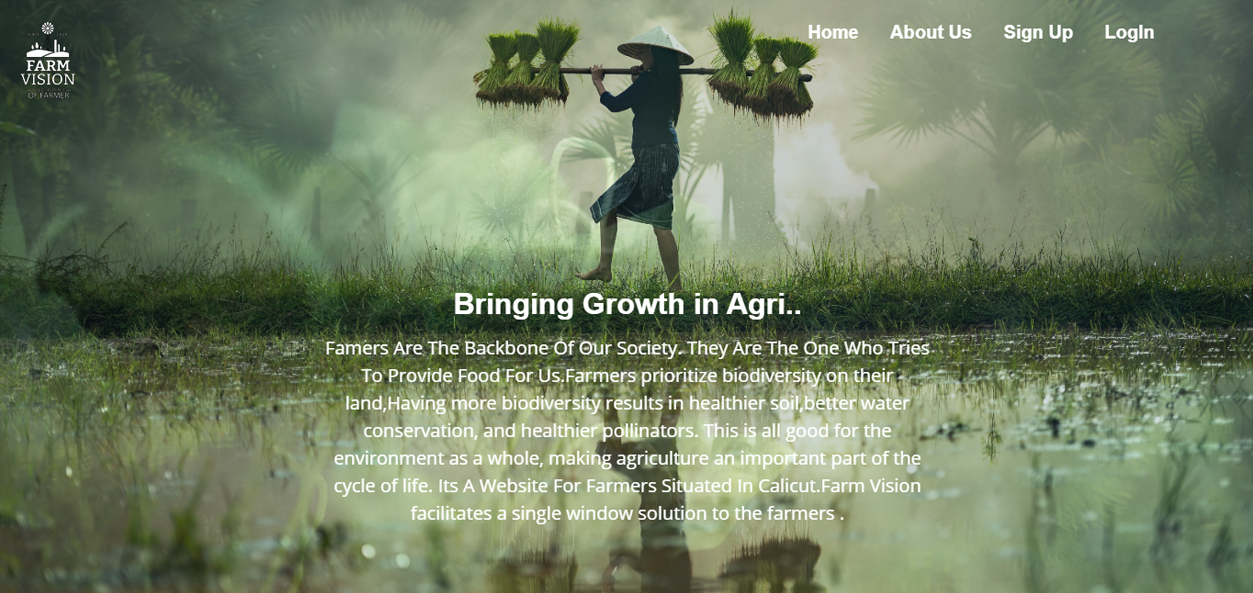 FARM
VISION
OF FARMER
Home About Us Sign Up LogIn
Bringing Growth in Agri..
Famers Are The Backbone Of Our Society. They Are The One Who Tries
To Provide Food For Us.Farmers prioritize biodiversity on their
land,Having more biodiversity results in healthier soil,better water
conservation, and healthier pollinators. This is all good for the
environment as a whole, making agriculture an important part of the
cycle of life. Its A Website For Farmers Situated In Calicut.Farm Vision
facilitates a single window solution to the farmers .